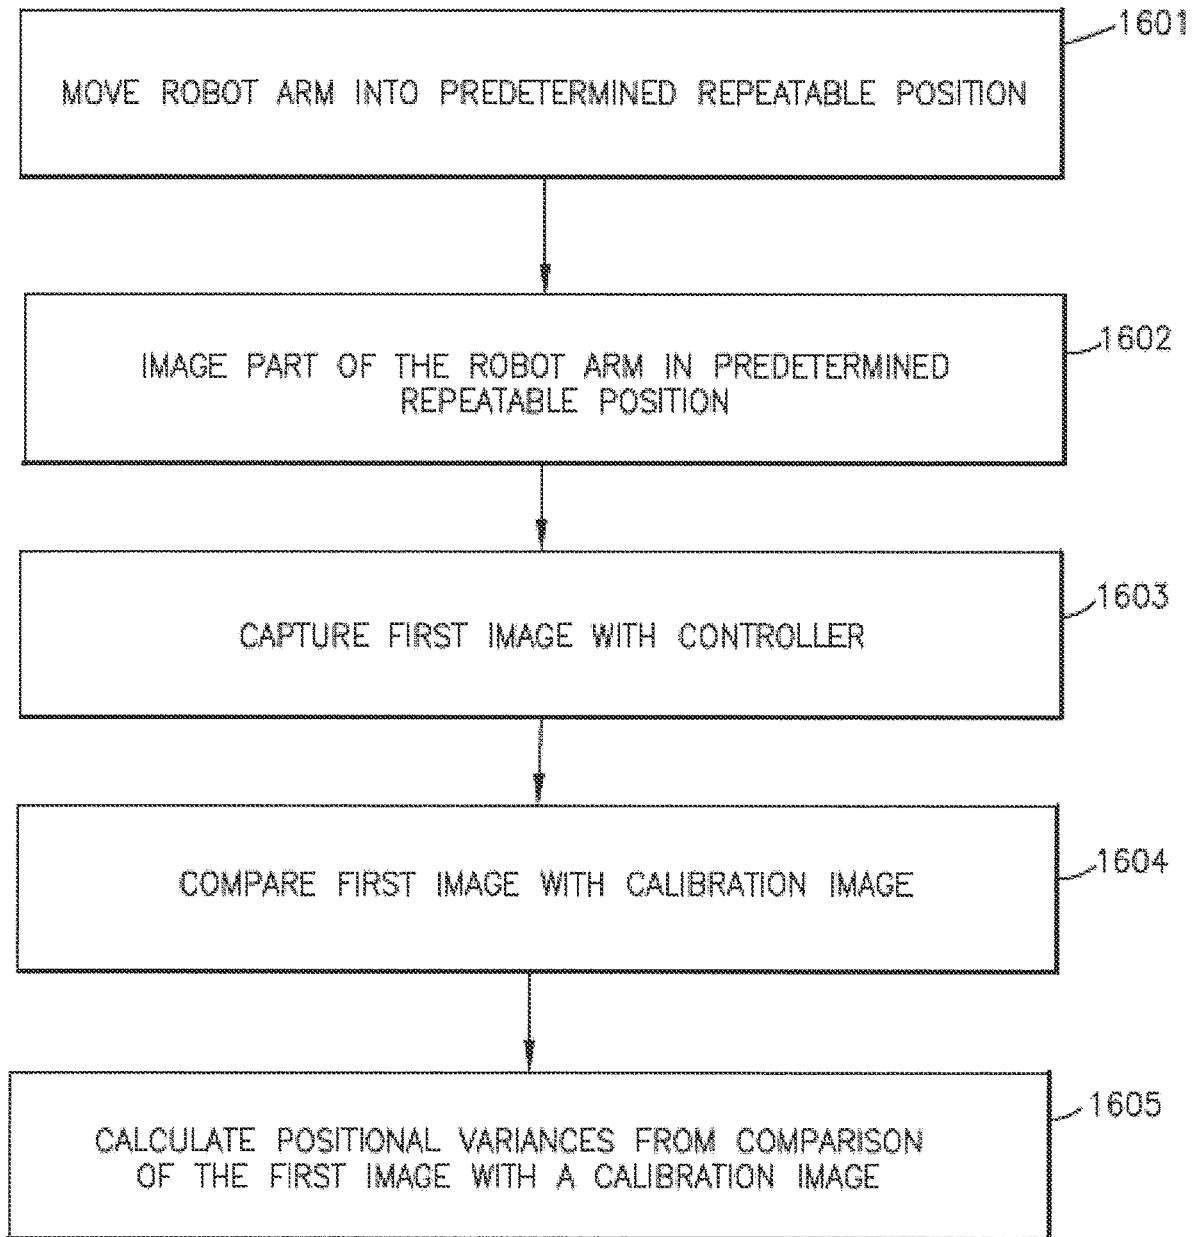 1601
MOVE ROBOT ARM INTO PREDETERMINED REPEATABLE POSITION
1602
IMAGE PART OF THE ROBOT ARM IN PREDETERMINED
REPEATABLE POSITION
1603
CAPTURE FIRST IMAGE WITH CONTROLLER
1604
COMPARE FIRST IMAGE WITH CALIBRATION IMAGE
1605
CALCULATE POSITIONAL VARIANCES FROM COMPARISON
OF THE FIRST IMAGE WITH A CALIBRATION IMAGE